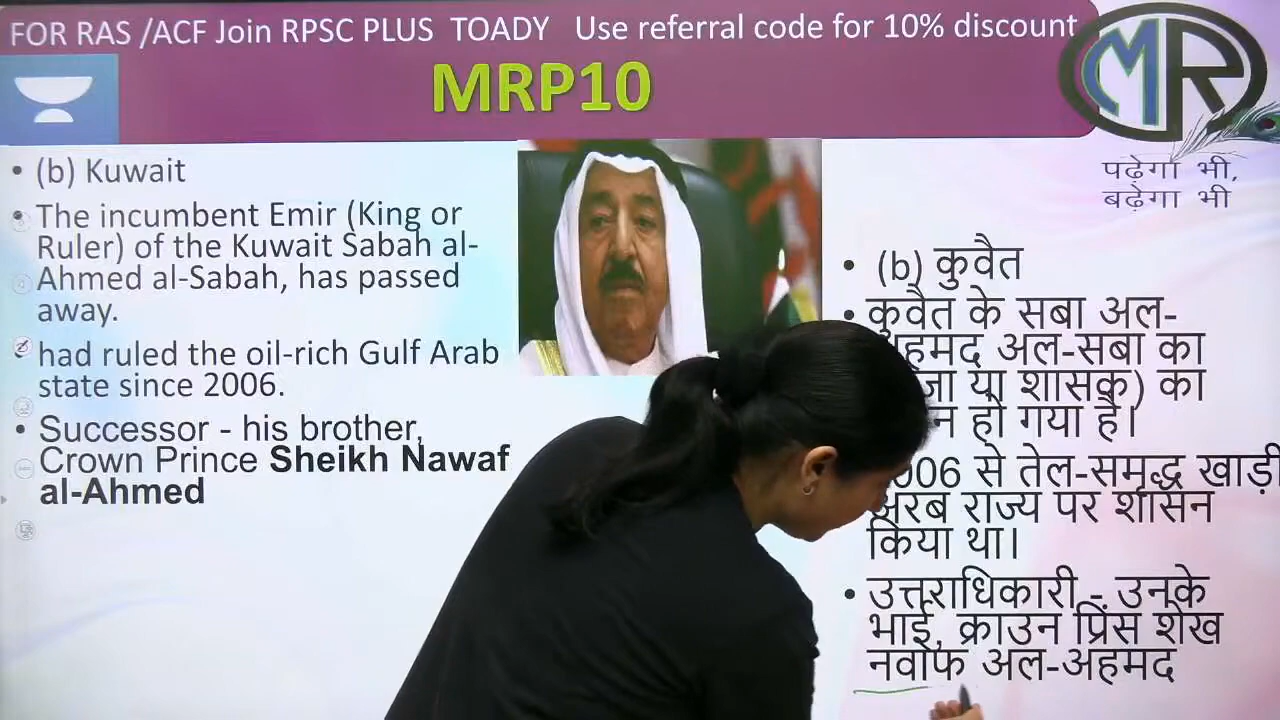 FOR RAS /ACF Join RPSC PLUS TOADY Use referral code for 10% discount
MRP10
MR
पढ़ेगा भी,
बढ़ेगा भी
• (b) Kuwait
• The incumbent Emir (King or
Ruler) of the Kuwait Sabah al-
Ahmed al-Sabah, has passed
away.
had ruled the oil-rich Gulf Arab
state since 2006.
• Successor - his brother,
Crown Prince Sheikh Nawaf
al-Ahmed
• (b) कुवैत
• कुवैत के सबा अल-
अहमद अल-सबा का
या शासक) का
हो गया है।
2006 से तेल-समृद्ध खाड़ी
अरब राज्य पर शासन
किया था।
• उत्तराधिकारी - उनके
भाई, क्राउन प्रिंस शेख
नवाफ अल-अहमद